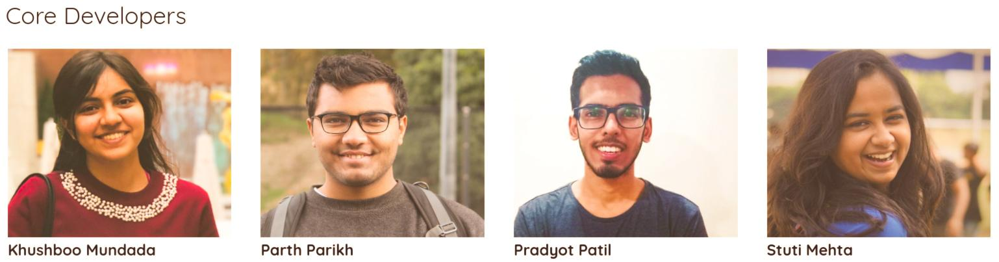 Core Developers
Khushboo Mundada
Parth Parikh
Pradyot Patil
Stuti Mehta